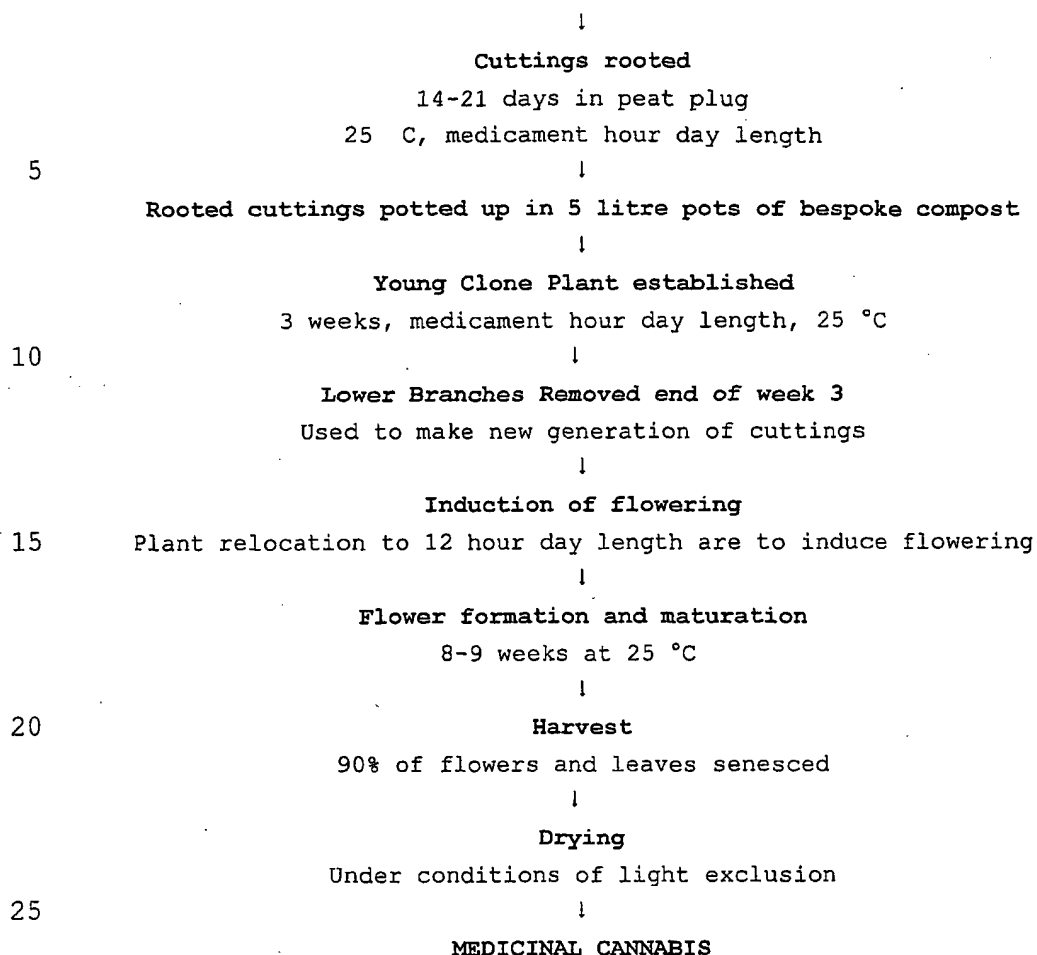 ↓
Cuttings rooted
14-21 days in peat plug
25 C, medicament hour day length
5 ↓
Rooted cuttings potted up in 5 litre pots of bespoke compost
↓
Young Clone Plant established
3 weeks, medicament hour day length, 25 °C
10 ↓
Lower Branches Removed end of week 3
Used to make new generation of cuttings
↓
Induction of flowering
15 Plant relocation to 12 hour day length are to induce flowering
↓
Flower formation and maturation
8-9 weeks at 25 °C
↓
20 Harvest
90% of flowers and leaves senesced
↓
Drying
Under conditions of light exclusion
25 ↓
MEDICINAL CANNABIS